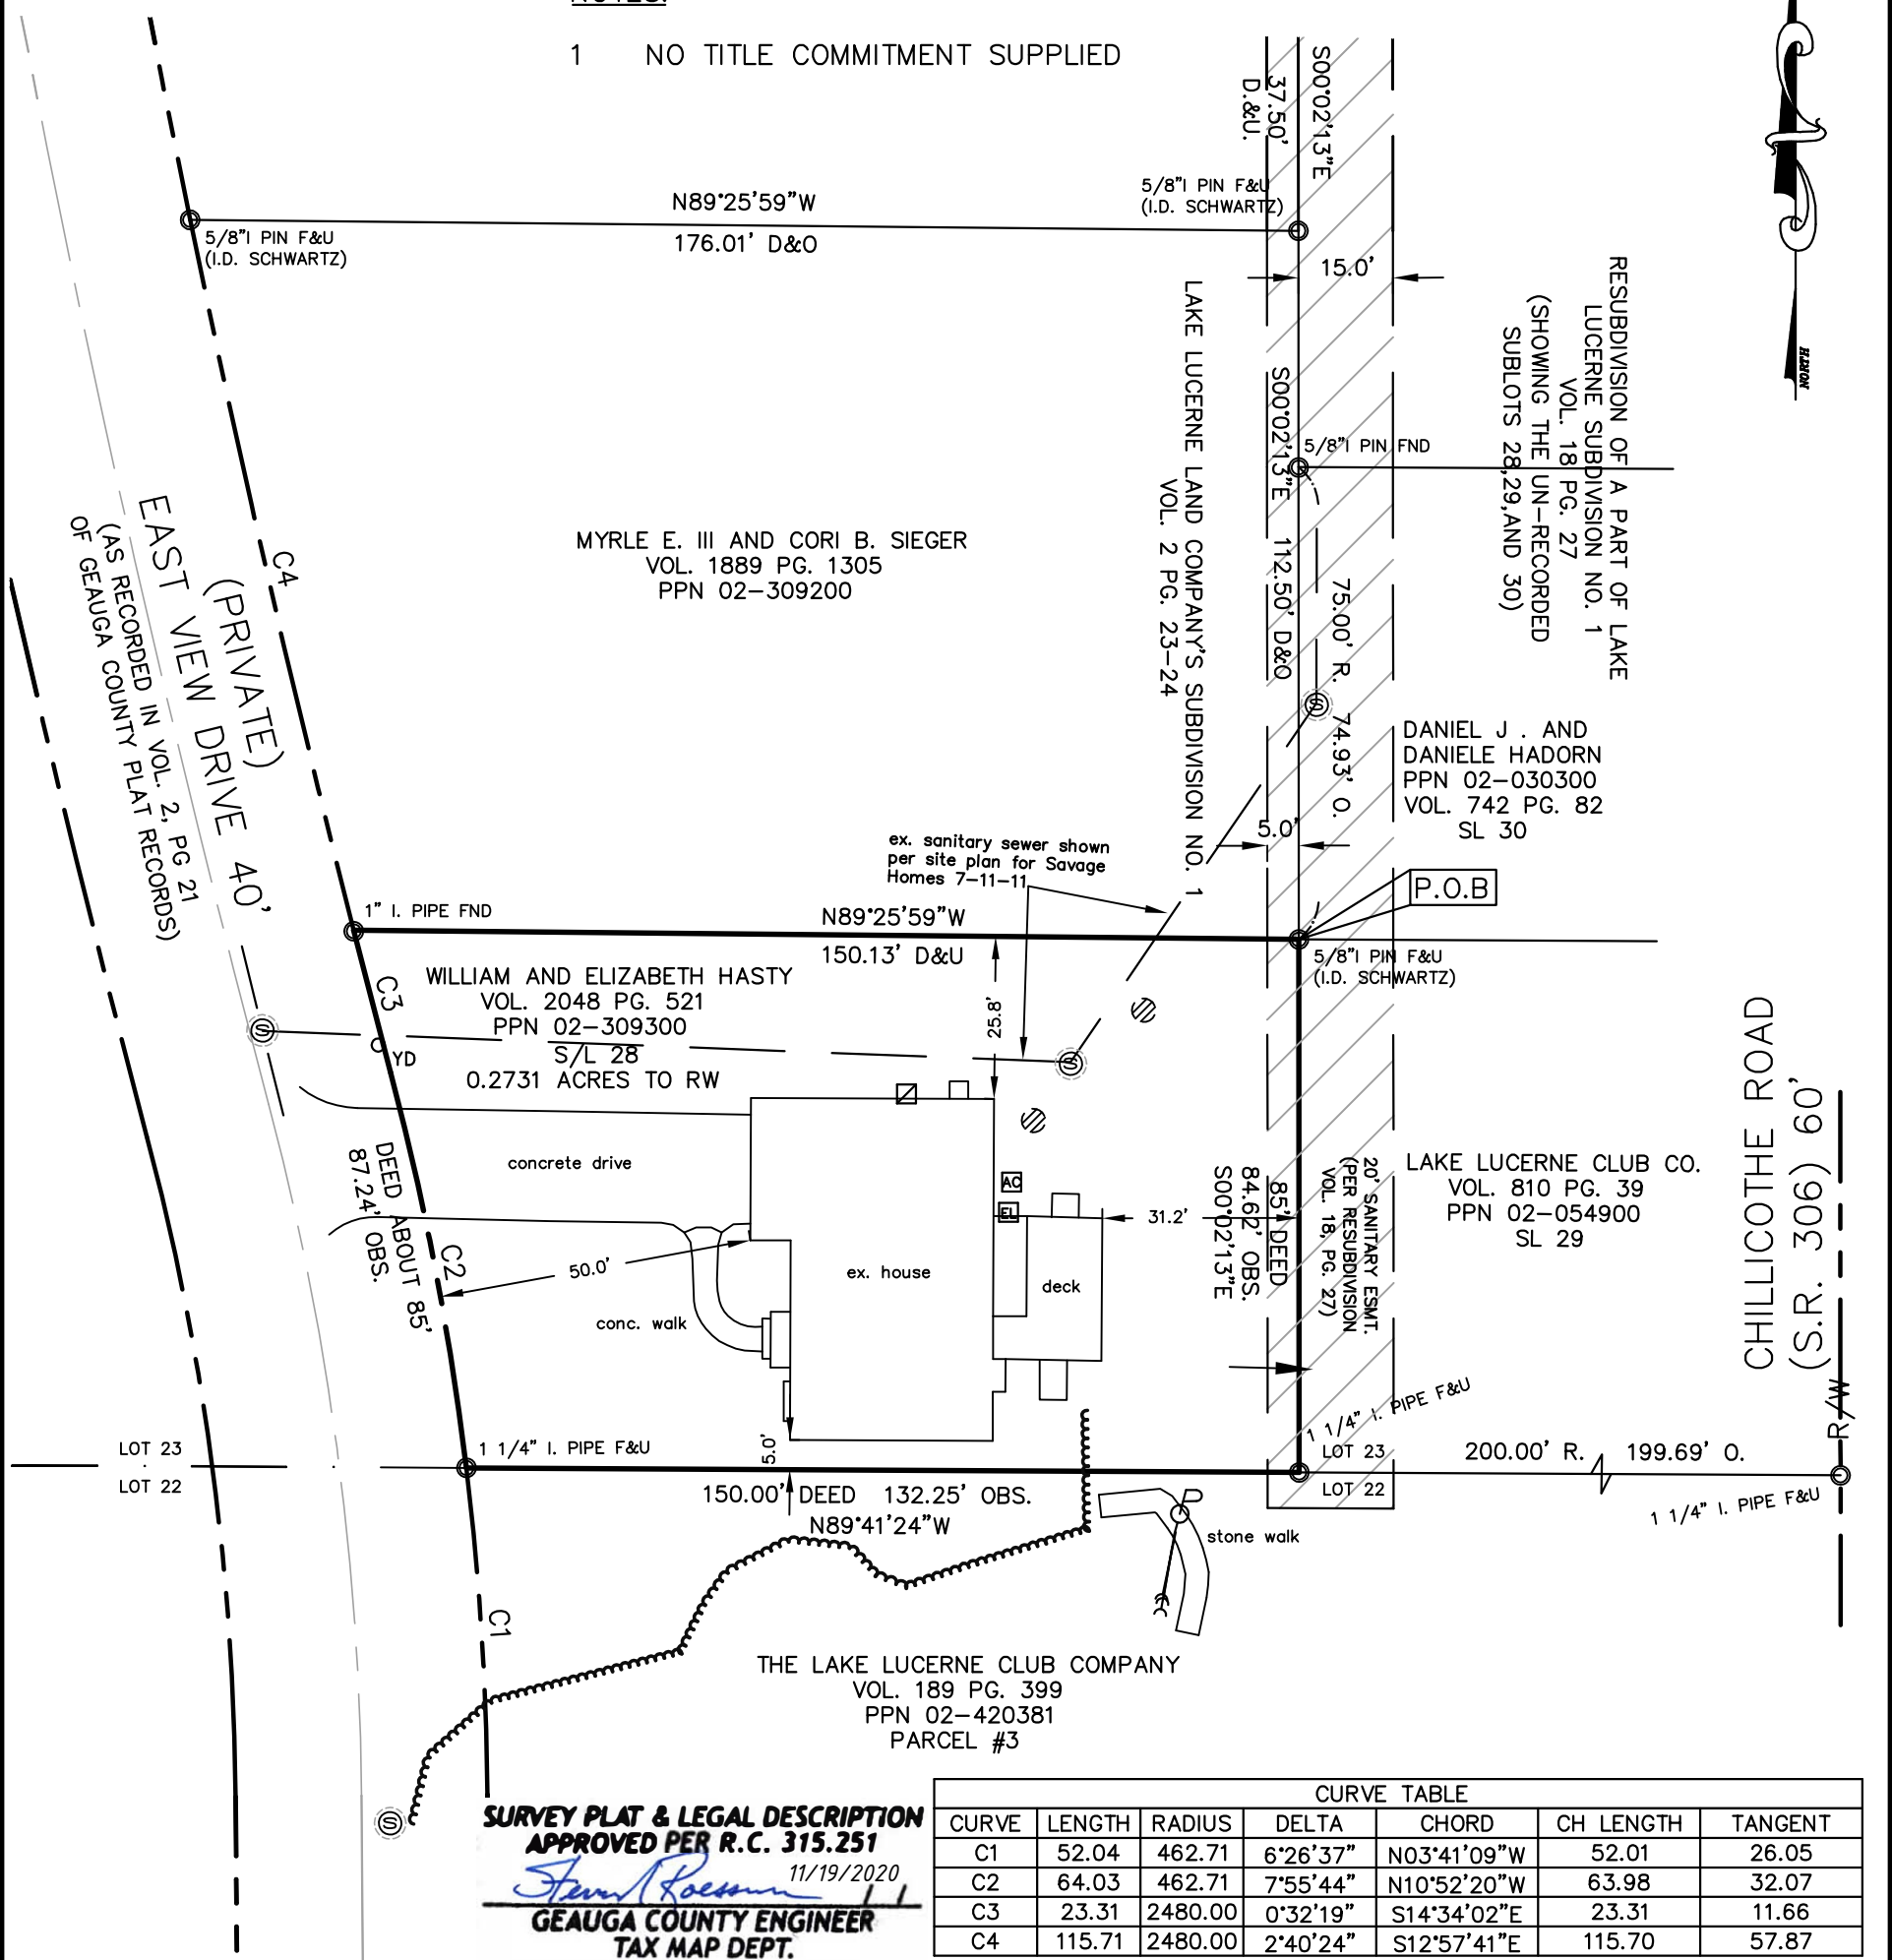 NOTES:
1 NO TITLE COMMITMENT SUPPLIED
S00°02'13"E
37.50'
D.&U.
NORTH
N89°25'59"W
176.01' D&O
5/8"I PIN F&U
(I.D. SCHWARTZ)
5/8"I PIN F&U
(I.D. SCHWARTZ)
15.0'
RESUBDIVISION OF A PART OF LAKE
LUCERNE SUBDIVISION NO. 1
VOL. 18 PG. 27
(SHOWING THE UN-RECORDED
SUBLOTS 28,29,AND 30)
LAKE LUCERNE LAND COMPANY'S SUBDIVISION NO. 1
VOL. 2 PG. 23-24
S00°02'13"E 112.50' D&O
5/8"I PIN FND
75.00' R. 74.93' O.
MYRLE E. III AND CORI B. SIEGER
VOL. 1889 PG. 1305
PPN 02-309200
C4
EAST VIEW DRIVE 40'
(PRIVATE)
(AS RECORDED IN VOL. 2, PG 21
OF GEAUGA COUNTY PLAT RECORDS)
S
DANIEL J . AND
DANIELE HADORN
PPN 02-030300
VOL. 742 PG. 82
SL 30
5.0'
ex. sanitary sewer shown
per site plan for Savage
Homes 7-11-11
P.O.B
1" I. PIPE FND
N89°25'59"W
150.13' D&U
5/8"I PIN F&U
(I.D. SCHWARTZ)
C3
WILLIAM AND ELIZABETH HASTY
VOL. 2048 PG. 521
PPN 02-309300
S/L 28
0.2731 ACRES TO RW
25.8'
S
YD
S
concrete drive
DEED ABOUT 85'
87.24' OBS.
C2
50.0'
conc. walk
ex. house
AC
EL
deck
31.2'
85' DEED
84.62' OBS.
S00°02'13"E
20' SANITARY ESMT.
(PER RESUBDIVISION
VOL. 18, PG. 27)
LAKE LUCERNE CLUB CO.
VOL. 810 PG. 39
PPN 02-054900
SL 29
CHILLICOTHE ROAD
(S.R. 306) 60'
R/W
LOT 23
LOT 22
1 1/4" I. PIPE F&U
5.0'
1 1/4" I. PIPE F&U
LOT 23
LOT 22
200.00' R. 199.69' O.
1 1/4" I. PIPE F&U
150.00' DEED 132.25' OBS.
N89°41'24"W
P
stone walk
C1
THE LAKE LUCERNE CLUB COMPANY
VOL. 189 PG. 399
PPN 02-420381
PARCEL #3
S
SURVEY PLAT & LEGAL DESCRIPTION
APPROVED PER R.C. 315.251
11/19/2020
GEAUGA COUNTY ENGINEER
TAX MAP DEPT.
CURVE TABLE
CURVE LENGTH RADIUS DELTA CHORD CH LENGTH TANGENT
C1 52.04 462.71 6°26'37" N03°41'09"W 52.01 26.05
C2 64.03 462.71 7°55'44" N10°52'20"W 63.98 32.07
C3 23.31 2480.00 0°32'19" S14°34'02"E 23.31 11.66
C4 115.71 2480.00 2°40'24" S12°57'41"E 115.70 57.87